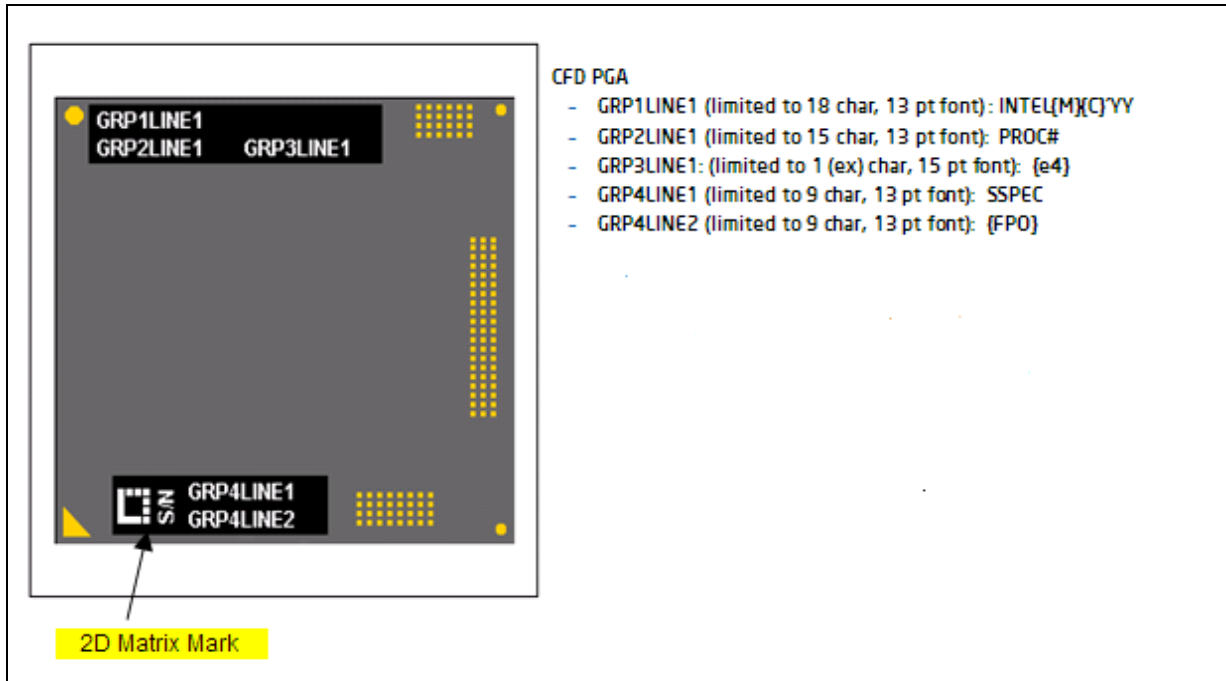 CFD PGA
- GRP1LINE1 (limited to 18 char, 13 pt font) : INTEL{M}{C}'YY
- GRP2LINE1 (limited to 15 char, 13 pt font): PROC#
- GRP3LINE1: (limited to 1 (ex) char, 15 pt font): {e4}
- GRP4LINE1 (limited to 9 char, 13 pt font): SSPEC
- GRP4LINE2 (limited to 9 char, 13 pt font): {FPO}
GRP1LINE1
GRP2LINE1 GRP3LINE1
S/N
GRP4LINE1
GRP4LINE2
2D Matrix Mark